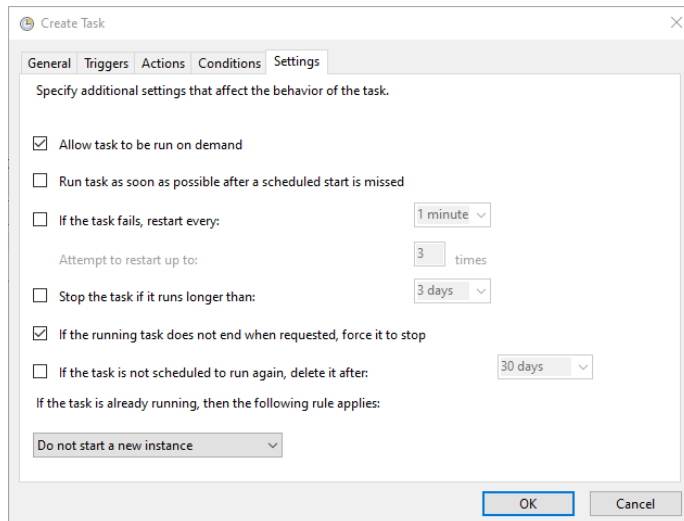 Create Task
General Triggers Actions Conditions Settings
Specify additional settings that affect the behavior of the task.
Allow task to be run on demand
Run task as soon as possible after a scheduled start is missed
If the task fails, restart every: 1 minute
Attempt to restart up to: 3 times
Stop the task if it runs longer than: 3 days
If the running task does not end when requested, force it to stop
If the task is not scheduled to run again, delete it after: 30 days
If the task is already running, then the following rule applies:
Do not start a new instance
OK Cancel